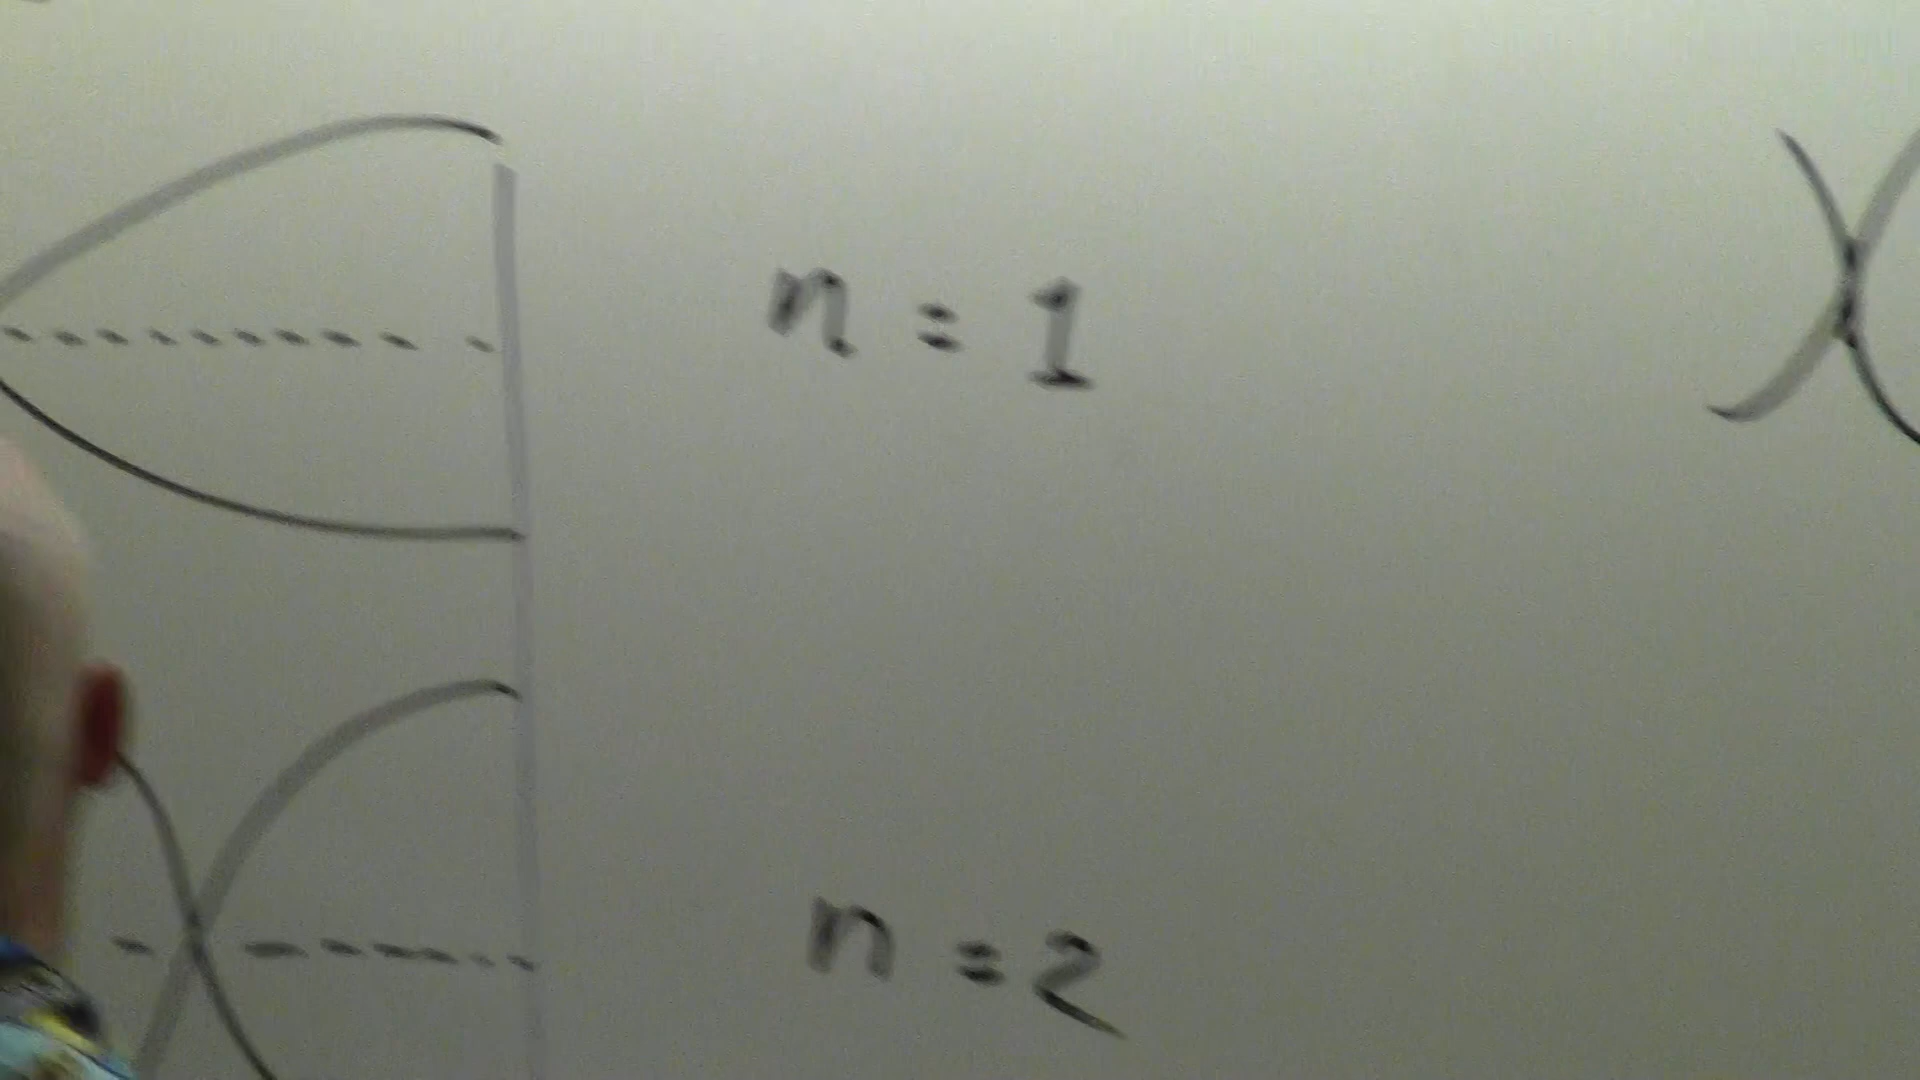 n = 1
n = 2